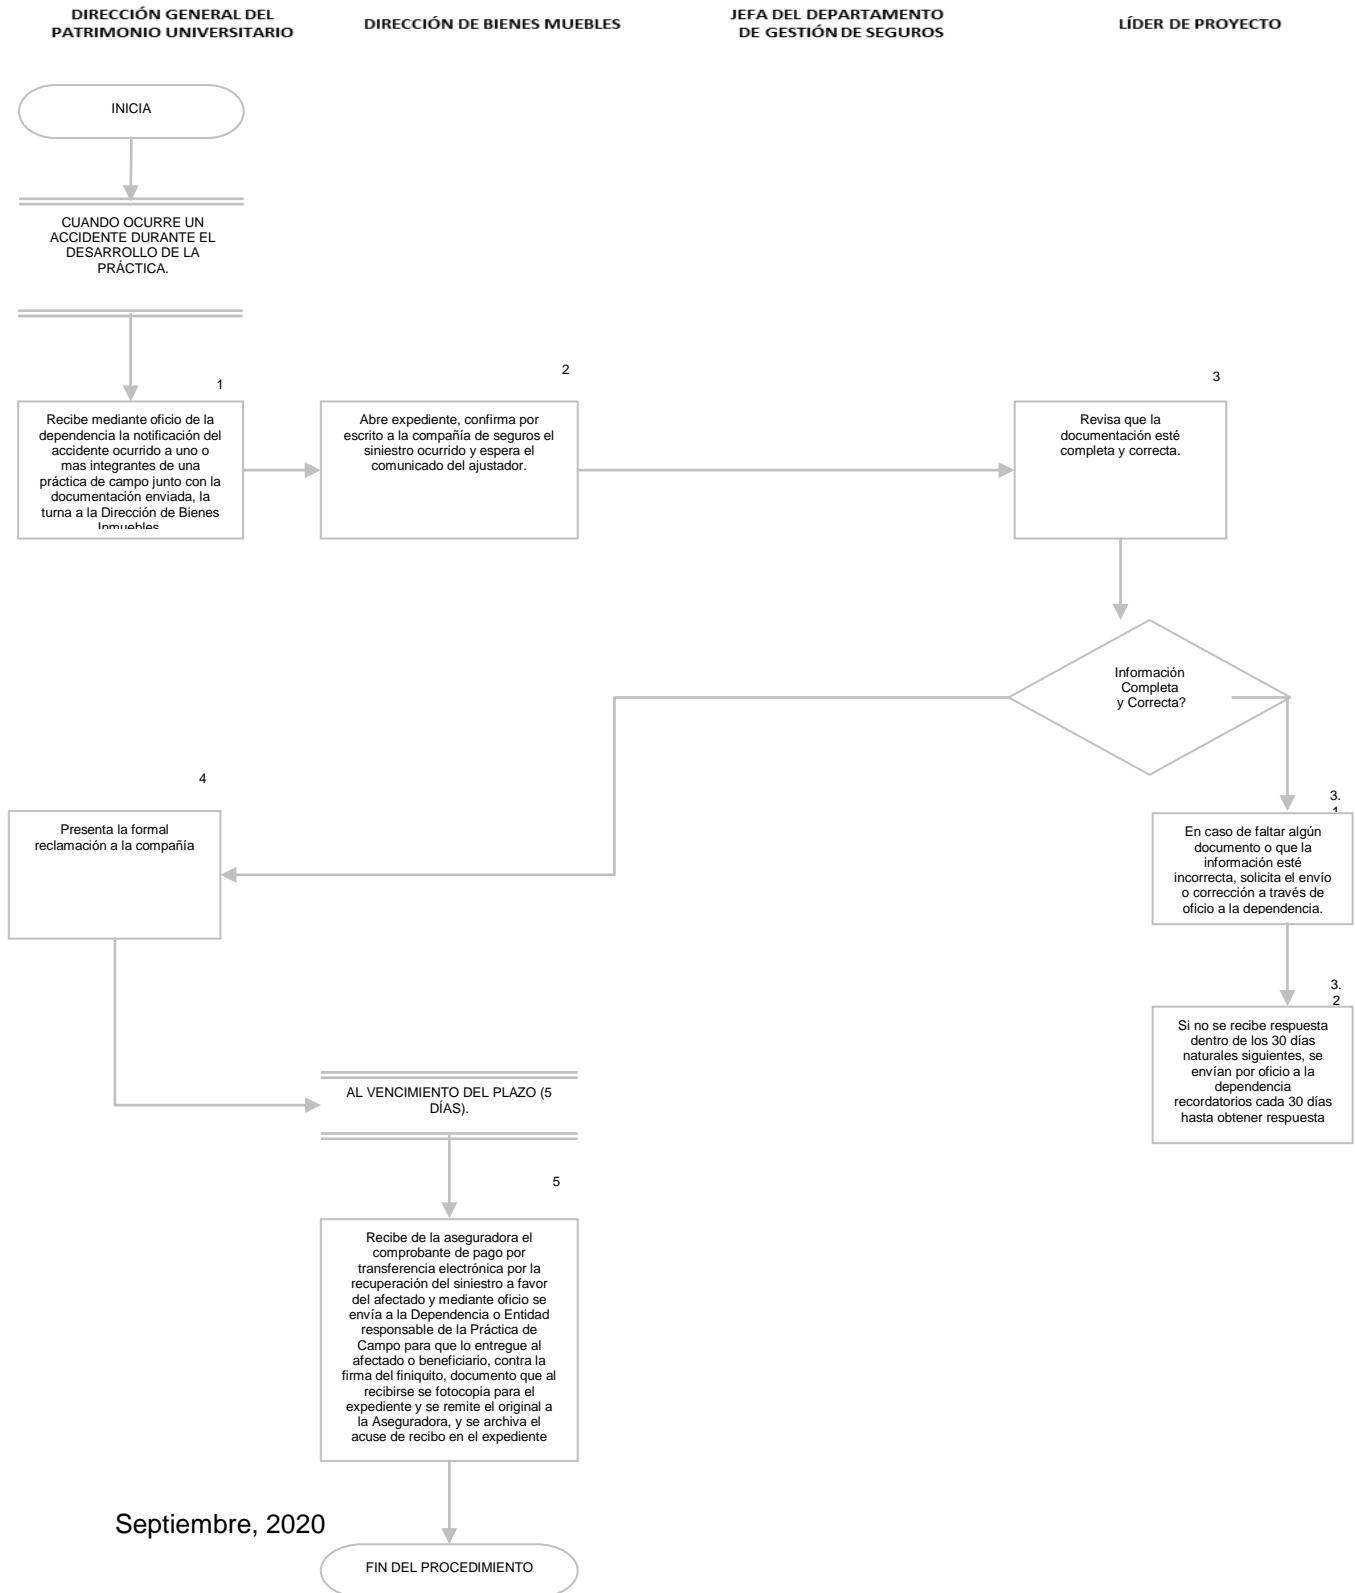 DIRECCIÓN GENERAL DEL
PATRIMONIO UNIVERSITARIO
DIRECCIÓN DE BIENES MUEBLES
JEFA DEL DEPARTAMENTO
DE GESTIÓN DE SEGUROS
LÍDER DE PROYECTO
INICIA
CUANDO OCURRE UN
ACCIDENTE DURANTE EL
DESARROLLO DE LA
PRÁCTICA.
1
Recibe mediante oficio de la
dependencia la notificación del
accidente ocurrido a uno o
mas integrantes de una
práctica de campo junto con la
documentación enviada, la
turna a la Dirección de Bienes
Inmuebles
2
Abre expediente, confirma por
escrito a la compañía de seguros el
siniestro ocurrido y espera el
comunicado del ajustador.
3
Revisa que la
documentación esté
completa y correcta.
Información
Completa
y Correcta?
3.
1
En caso de faltar algún
documento o que la
información esté
incorrecta, solicita el envío
o corrección a través de
oficio a la dependencia.
3.
2
Si no se recibe respuesta
dentro de los 30 días
naturales siguientes, se
envían por oficio a la
dependencia
recordatorios cada 30 días
hasta obtener respuesta
4
Presenta la formal
reclamación a la compañía
AL VENCIMIENTO DEL PLAZO (5
DÍAS).
5
Recibe de la aseguradora el
comprobante de pago por
transferencia electrónica por la
recuperación del siniestro a favor
del afectado y mediante oficio se
envía a la Dependencia o Entidad
responsable de la Práctica de
Campo para que lo entregue al
afectado o beneficiario, contra la
firma del finiquito, documento que al
recibirse se fotocopia para el
expediente y se remite el original a
la Aseguradora, y se archiva el
acuse de recibo en el expediente
Septiembre, 2020
FIN DEL PROCEDIMIENTO